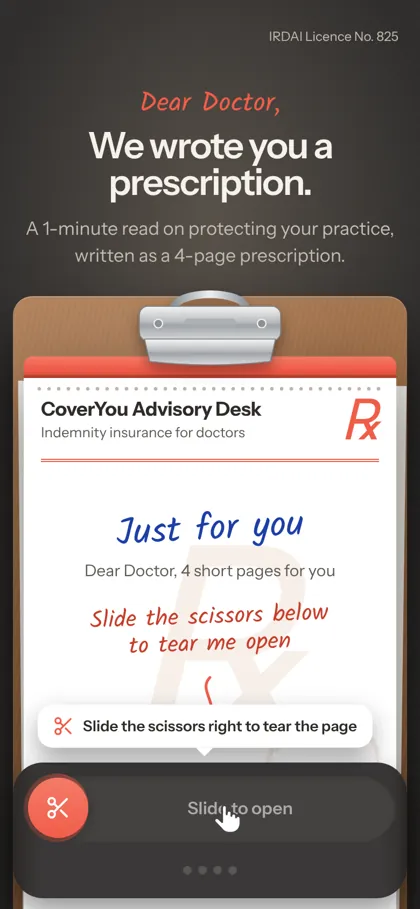 IRDAI Licence No. 825
Dear Doctor,
We wrote you a
prescription.
A 1-minute read on protecting your practice,
written as a 4-page prescription.
CoverYou Advisory Desk
Rx
Indemnity insurance for doctors
Just for you
Dear Doctor, 4 short pages for you
Slide the scissors below
to tear me open
Slide the scissors right to tear the page
Slide to open